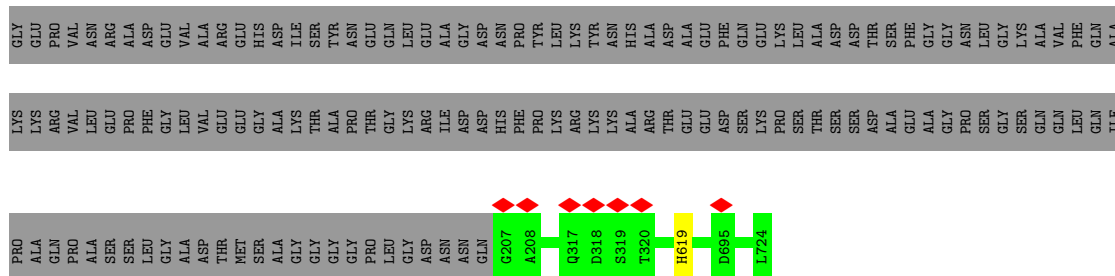 GLY GLU PRO VAL ASN ARG ALA ASP GLU VAL ALA ARG GLU HIS ASP ILE SER TYR ASN GLU GLN LEU GLU ALA GLY ASP ASN PRO TYR LEU LYS TYR ASN HIS ALA ASP ALA GLU PHE GLN GLU LYS LEU ALA ASP ASP THR SER PHE GLY GLY ASN LEU GLY LYS ALA VAL PHE GLN ALA
LYS LYS ARG VAL LEU GLU PRO PHE GLY LEU VAL GLU GLU GLY ALA LYS THR ALA PRO THR GLY LYS ARG ILE ASP ASP HIS PHE PRO LYS ARG LYS LYS ALA ARG THR GLU GLU ASP SER LYS PRO SER THR SER SER ASP ALA GLU ALA GLY PRO SER GLY SER GLN GLN LEU GLN ILE
PRO ALA GLN PRO ALA SER SER LEU GLY ALA ASP THR MET SER ALA GLY GLY GLY GLY PRO LEU GLY ASP ASN ASN GLN G207 A208 Q317 D318 S319 T320 H619 D695 L724